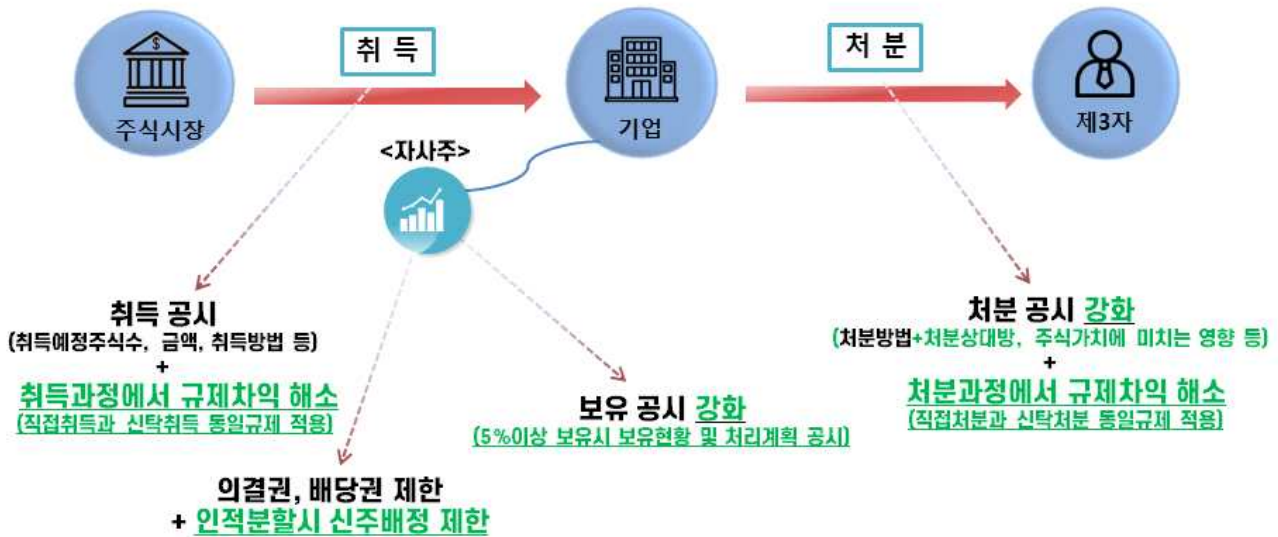 취 득
처 분
$
주식시장
기업
제3자
<자사주>
취득 공시
(취득예정주식수, 금액, 취득방법 등)
+
취득과정에서 규제차익 해소
(직접취득과 신탁취득 동일규제 적용)
의결권, 배당권 제한
+ 인적분할시 신주배정 제한
보유 공시 강화
(5%이상 보유시 보유현황 및 처리계획 공시)
처분 공시 강화
(처분방법+처분상대방, 주식가치에 미치는 영향 등)
+
처분과정에서 규제차익 해소
(직접처분과 신탁처분 동일규제 적용)